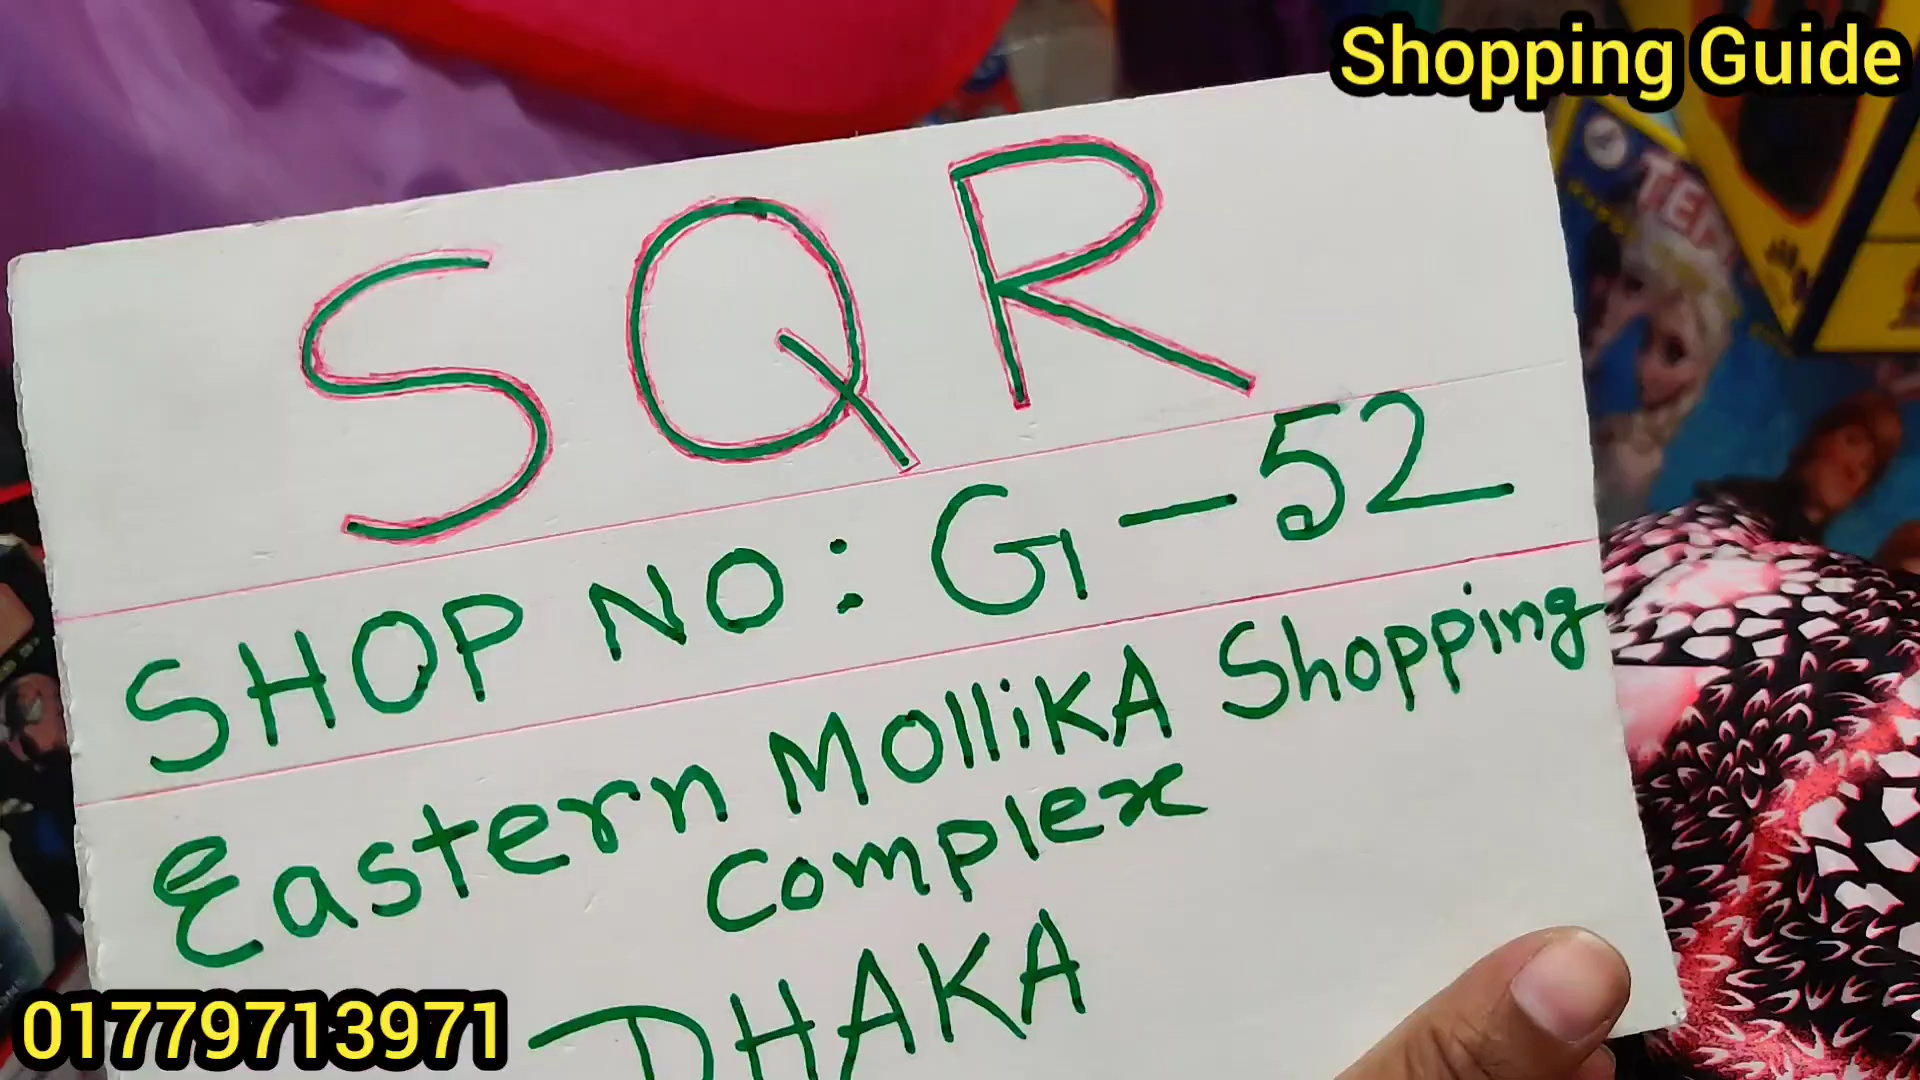 Shopping Guide
SQR
SHOP NO: G-52
Eastern MOlliKA Shopping
complex
DHAKA
01779713971